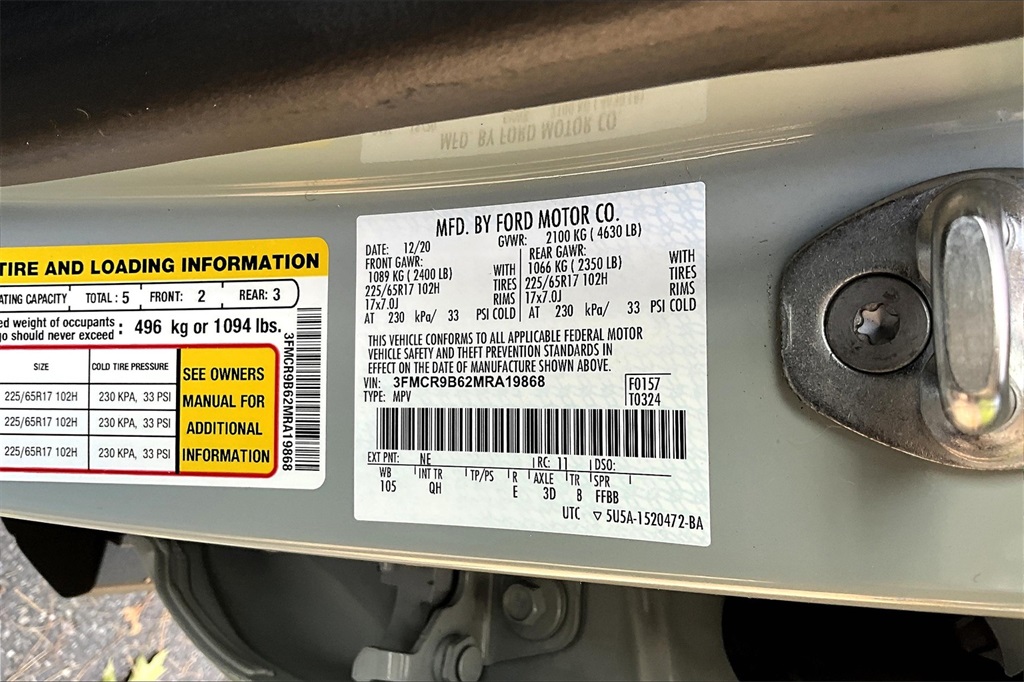 MFD. BY FORD MOTOR CO.
TIRE AND LOADING INFORMATION
ATING CAPACITY TOTAL : 5 FRONT: 2 REAR: 3
ed weight of occupants
go should never exceed : 496 kg or 1094 lbs.
SIZE COLD TIRE PRESSURE
225/65R17 102H 230 KPA, 33 PSI
225/65R17 102H 230 KPA, 33 PSI
225/65R17 102H 230 KPA, 33 PSI
SEE OWNERS
MANUAL FOR
ADDITIONAL
INFORMATION
3FMCR9B62MRA19868
MFD. BY FORD MOTOR CO.
DATE: 12/20 GVWR: 2100 KG ( 4630 LB)
FRONT GAWR: REAR GAWR:
1089 KG ( 2400 LB) WITH 1066 KG ( 2350 LB) WITH
225/65R17 102H TIRES 225/65R17 102H TIRES
17x7.0J RIMS 17x7.0J RIMS
AT 230 kPa/ 33 PSI COLD AT 230 kPa/ 33 PSI COLD
THIS VEHICLE CONFORMS TO ALL APPLICABLE FEDERAL MOTOR
VEHICLE SAFETY AND THEFT PREVENTION STANDARDS IN
EFFECT ON THE DATE OF MANUFACTURE SHOWN ABOVE.
VIN: 3FMCR9B62MRA19868 F0157
TYPE: MPV T0324
EXT PNT: NE RC: 11 DSO:
WB INT TR TP/PS R AXLE TR SPR
105 QH E 3D 8 FFBB
UTC ▽ 5U5A-1520472-BA